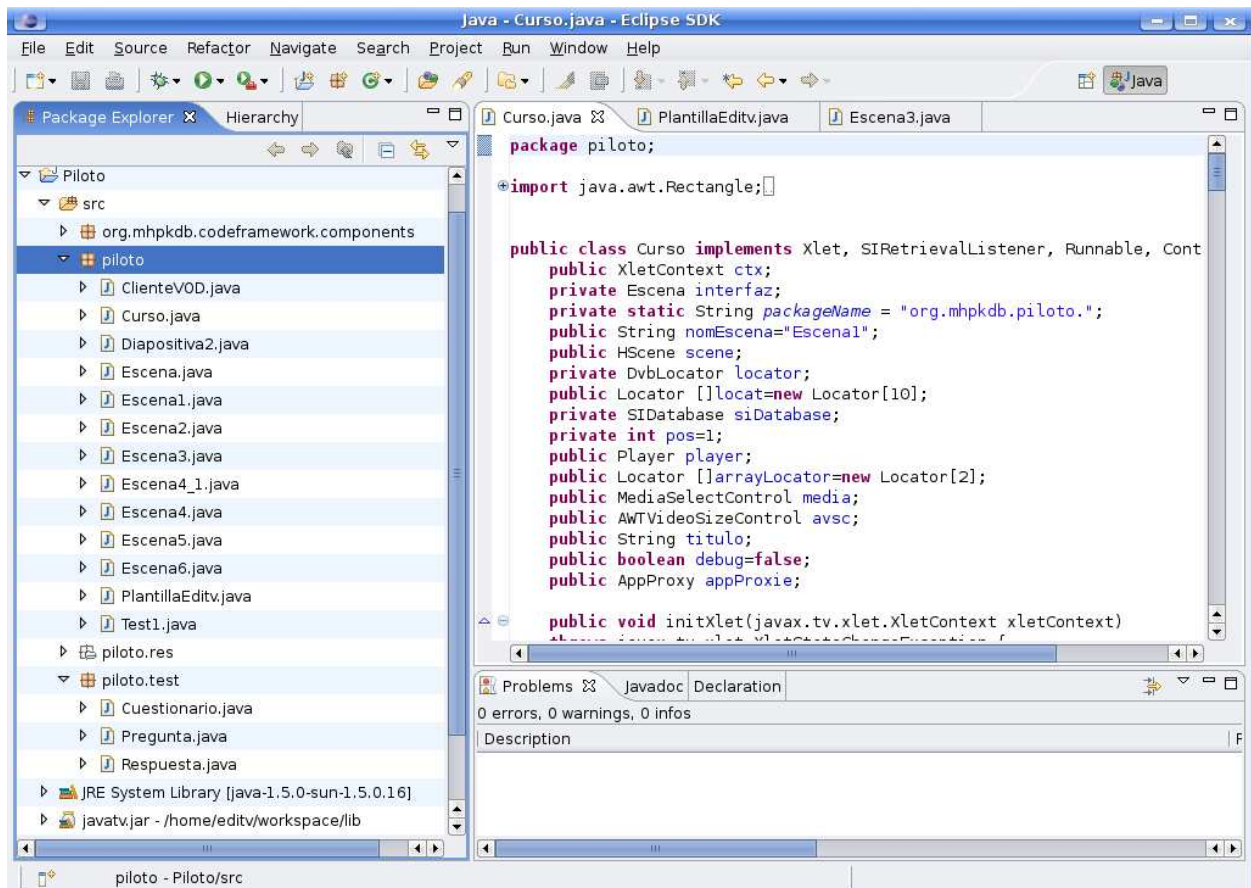 Java - Curso.java - Eclipse SDK
File Edit Source Refactor Navigate Search Project Run Window Help
Java
Package Explorer Hierarchy
Piloto
src
org.mhpkdb.codeframework.components
piloto
ClienteVOD.java
Curso.java
Diapositiva2.java
Escena.java
Escena1.java
Escena2.java
Escena3.java
Escena4_1.java
Escena4.java
Escena5.java
Escena6.java
PlantillaEditv.java
Test1.java
piloto.res
piloto.test
Cuestionario.java
Pregunta.java
Respuesta.java
JRE System Library [java-1.5.0-sun-1.5.0.16]
javatv.jar - /home/editv/workspace/lib
Curso.java PlantillaEditv.java Escena3.java
package piloto;
import java.awt.Rectangle;
public class Curso implements Xlet, SIRetrievalListener, Runnable, Cont
public XletContext ctx;
private Escena interfaz;
private static String packageName = "org.mhpkdb.piloto.";
public String nomEscena="Escena1";
public HScene scene;
private DvbLocator locator;
public Locator []locat=new Locator[10];
private SIDatabase siDatabase;
private int pos=1;
public Player player;
public Locator []arrayLocator=new Locator[2];
public MediaSelectControl media;
public AWTVideoSizeControl avsc;
public String titulo;
public boolean debug=false;
public AppProxy appProxie;
public void initXlet(javax.tv.xlet.XletContext xletContext)
Problems Javadoc Declaration
0 errors, 0 warnings, 0 infos
Description
piloto - Piloto/src